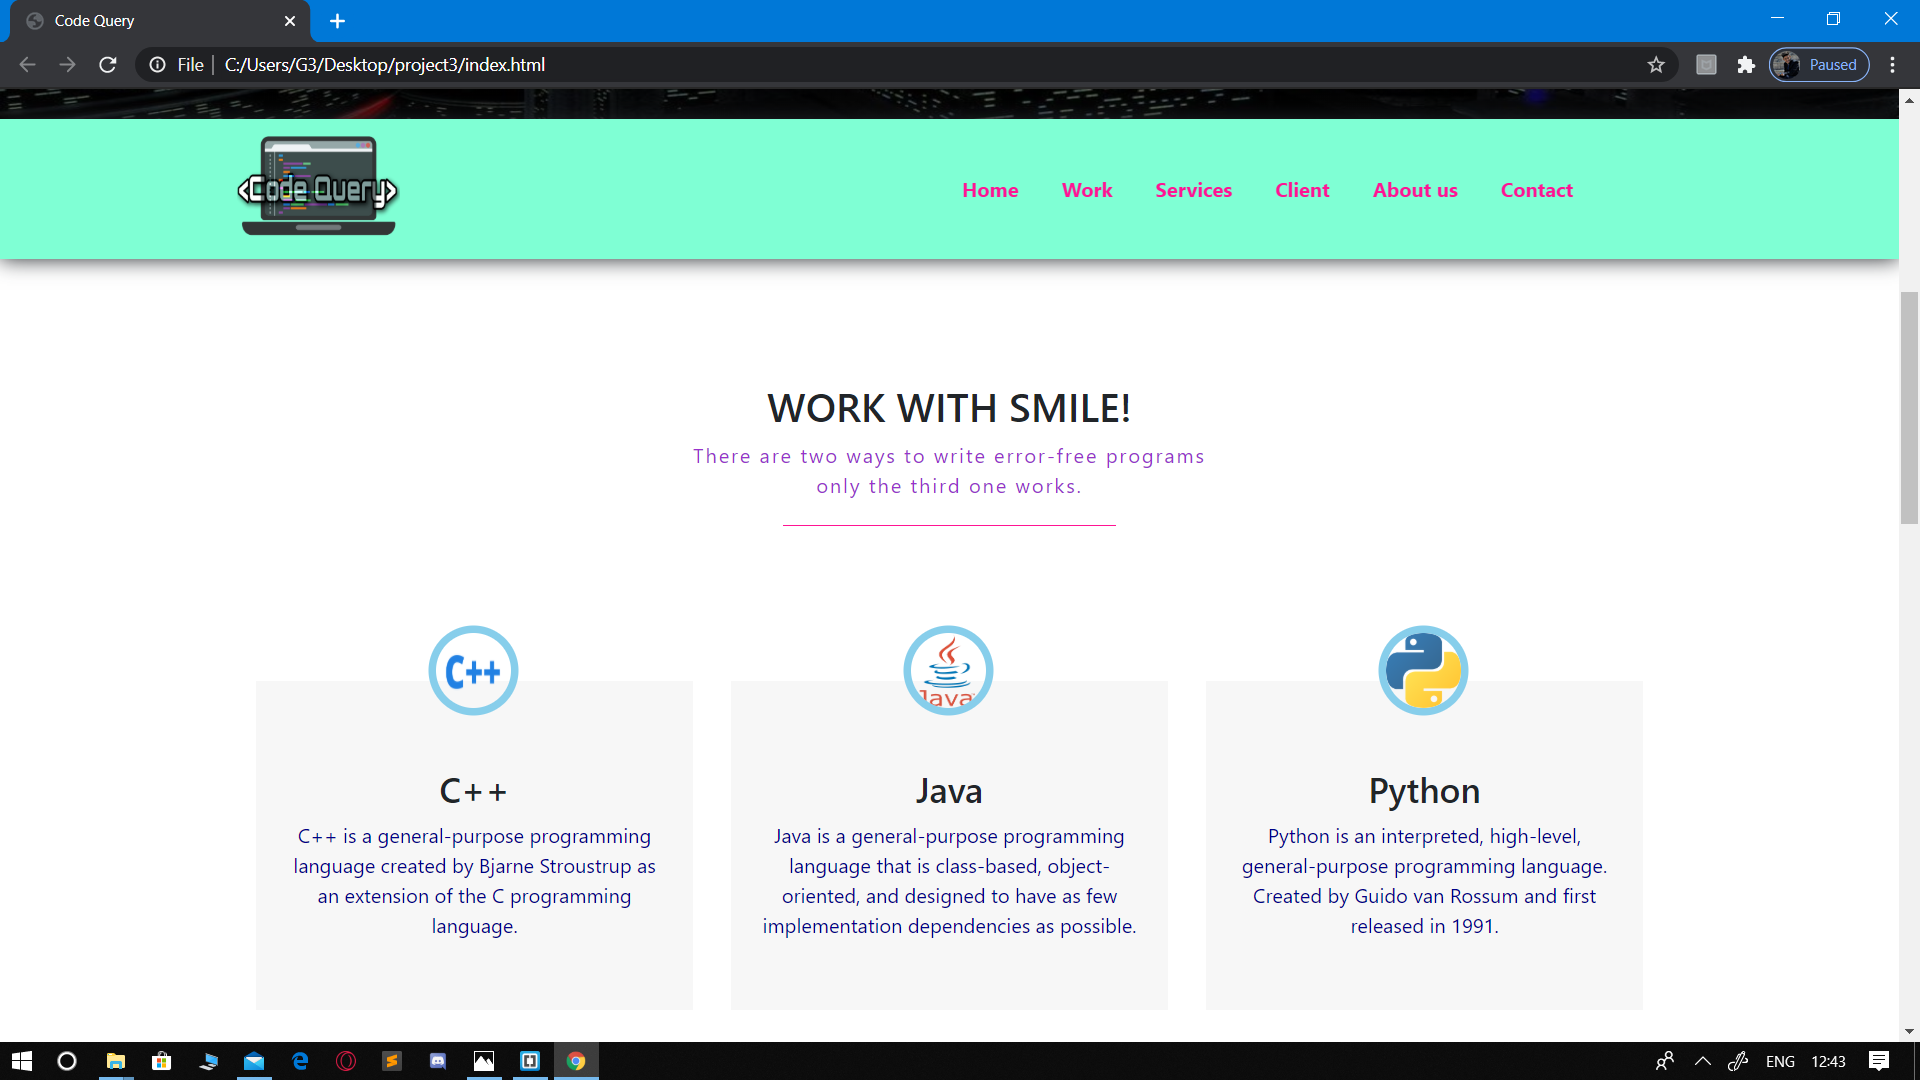 Code Query
File
C:/Users/G3/Desktop/project3/index.html
Paused
<Code Query>
Home Work Services Client About us Contact
WORK WITH SMILE!
There are two ways to write error-free programs
only the third one works.
C++
C++
C++ is a general-purpose programming
language created by Bjarne Stroustrup as
an extension of the C programming
language.
Java
Java
Java is a general-purpose programming
language that is class-based, object-
oriented, and designed to have as few
implementation dependencies as possible.
Python
Python is an interpreted, high-level,
general-purpose programming language.
Created by Guido van Rossum and first
released in 1991.
ENG 12:43